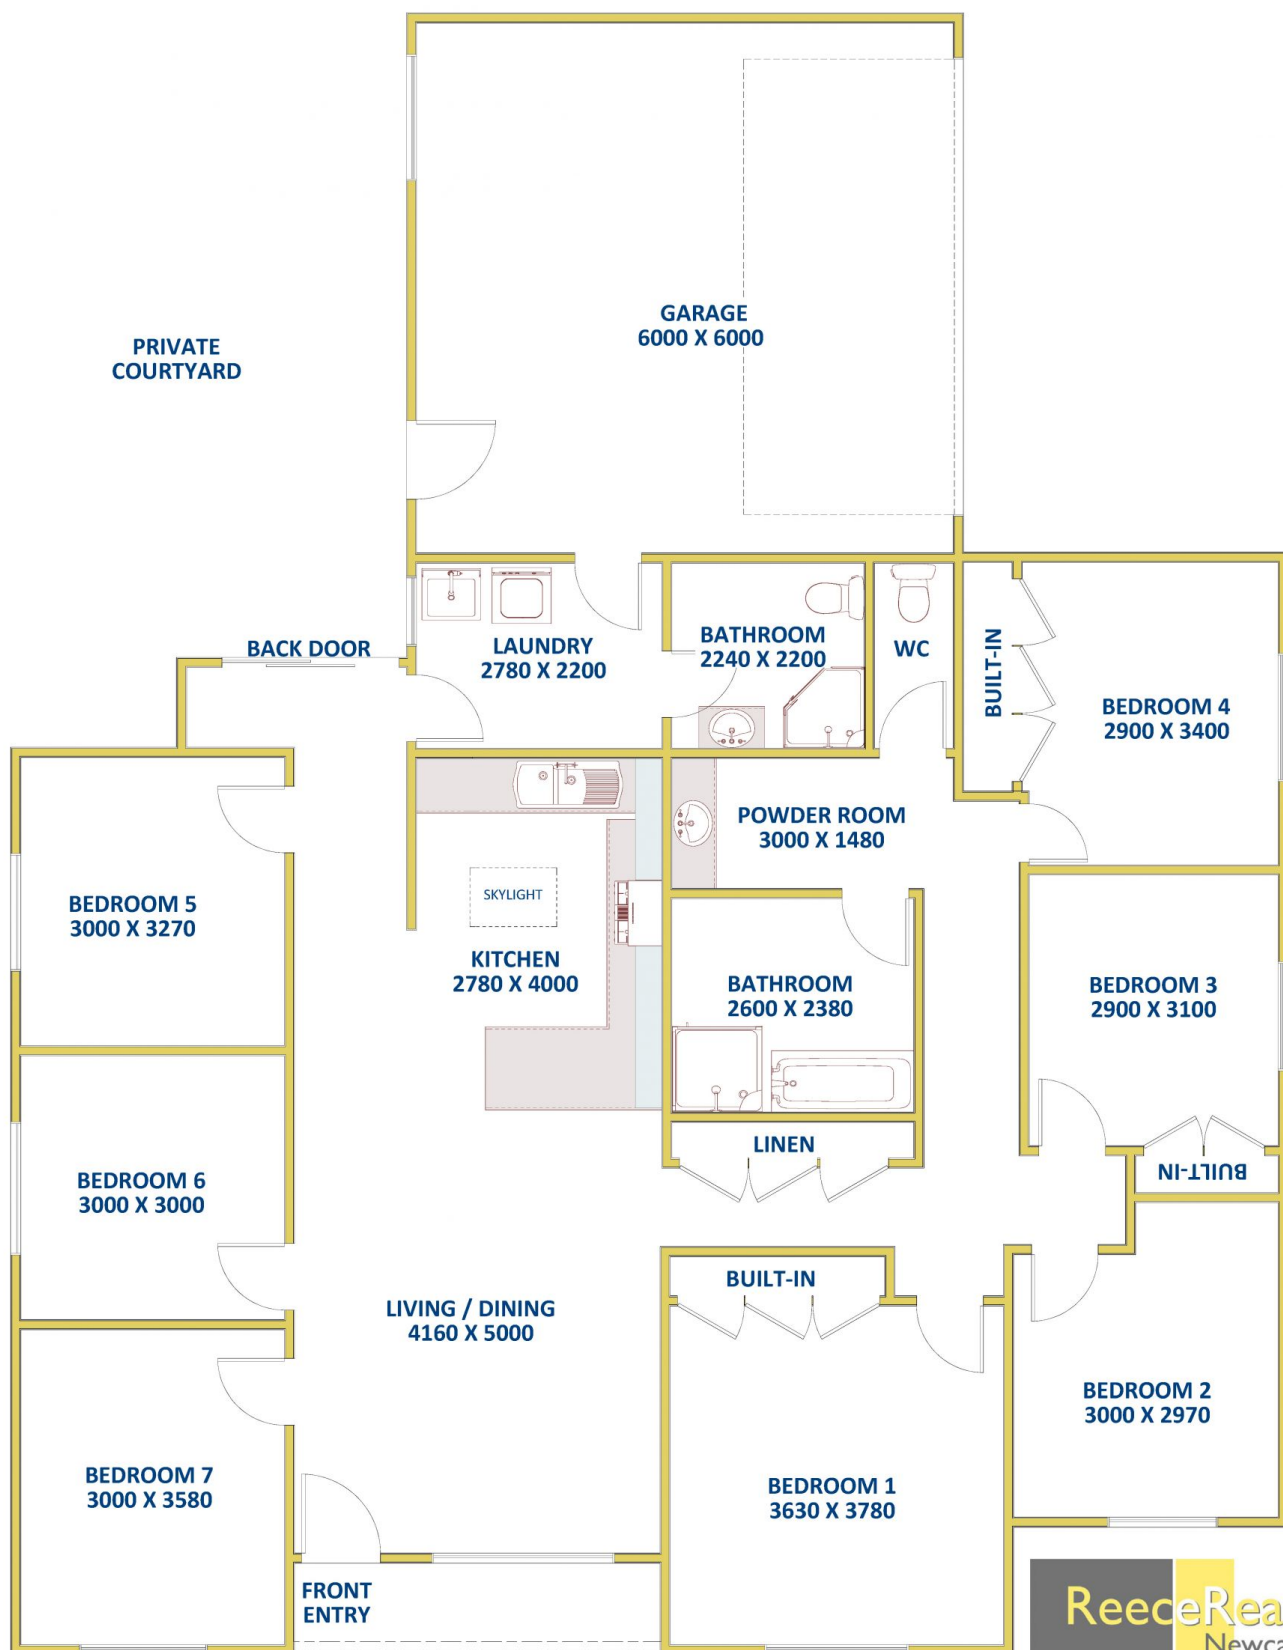 GARAGE
6000 X 6000
PRIVATE
COURTYARD
BACK DOOR
LAUNDRY
2780 X 2200
BATHROOM
2240 X 2200
WC
BUILT-IN
BEDROOM 4
2900 X 3400
POWDER ROOM
3000 X 1480
SKYLIGHT
BEDROOM 5
3000 X 3270
KITCHEN
2780 X 4000
BATHROOM
2600 X 2380
BEDROOM 3
2900 X 3100
LINEN
BUILT-IN
BEDROOM 6
3000 X 3000
BUILT-IN
LIVING / DINING
4160 X 5000
BEDROOM 2
3000 X 2970
BEDROOM 7
3000 X 3580
BEDROOM 1
3630 X 3780
FRONT
ENTRY
ReeceRea
Newca